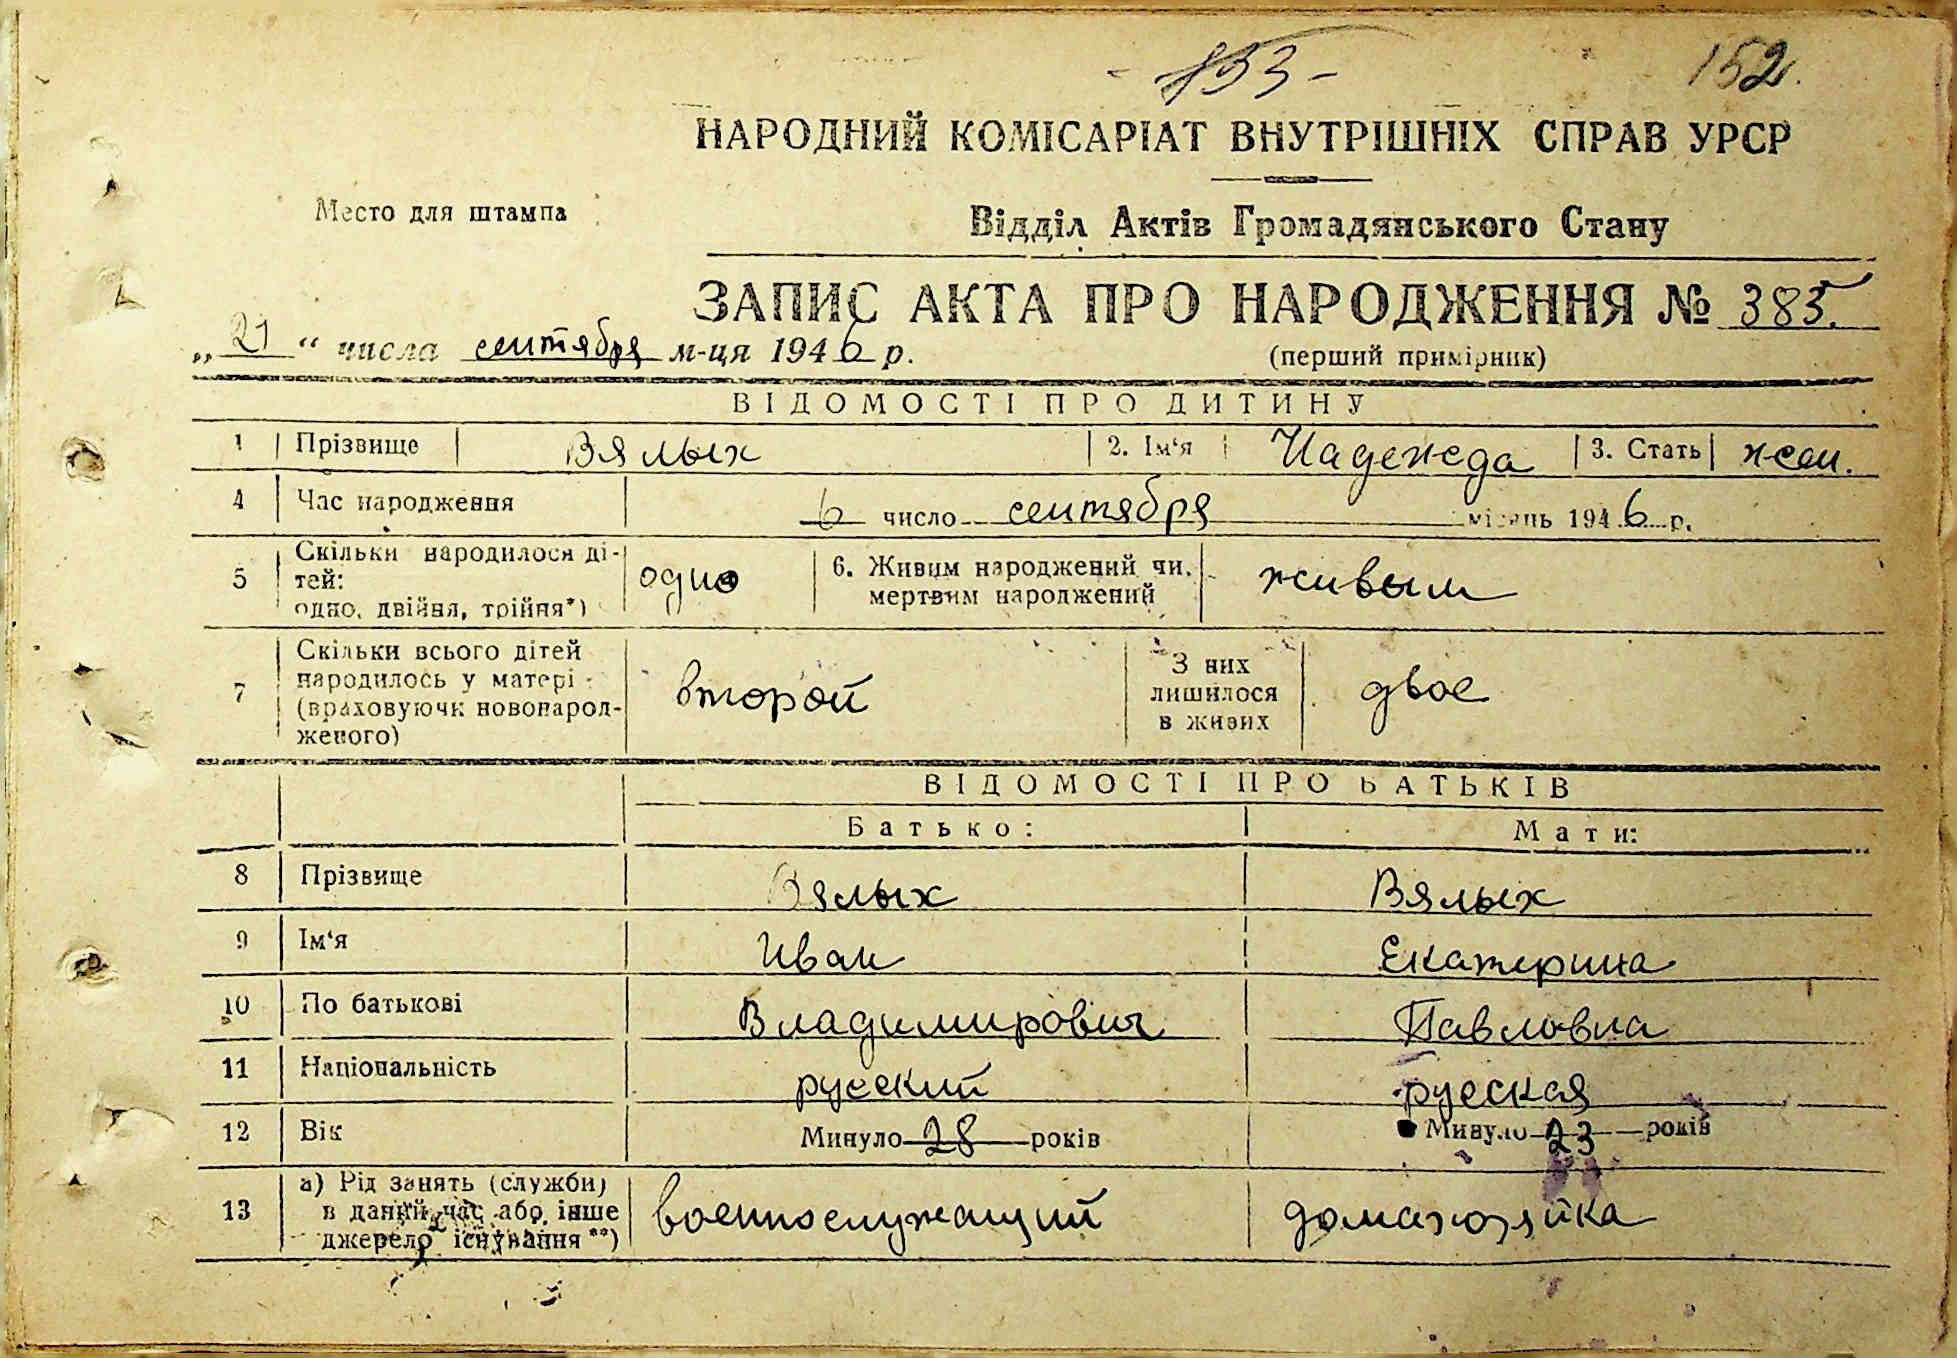 - 133 -
152.
НАРОДНИЙ КОМІСАРІАТ ВНУТРІШНІХ СПРАВ УРСР
Место для штампа
Відділ Актів Громадянського Стану
ЗАПИС АКТА ПРО НАРОДЖЕННЯ № 385.
„21“ числа сентября м-ця 1946 р.
(перший примірник)
ВІДОМОСТІ ПРО ДИТИНУ
1 Прізвище Вялых 2. Ім‘я Надежда 3. Стать жен.
4 Час народження 6 число сентября місяць 1946 р.
5 Скільки народилося ді-
тей:
одно, двійня, трійня*) одно
6. Живим народжений чи
мертвим народжений живым
7 Скільки всього дітей
народилось у матері
(враховуючи новонарод-
женого) второй
З них
лишилося
в живих двое
ВІДОМОСТІ ПРО БАТЬКІВ
Батько: Мати:
8 Прізвище Вялых Вялых
9 Ім‘я Иван Екатерина
10 По батькові Владимирович Павловна
11 Національність русский русская
12 Вік Минуло 28 років Минуло 23 років
13 а) Рід занять (служби)
в даний час або інше
джерело існування **) военнослужащий домахозяйка